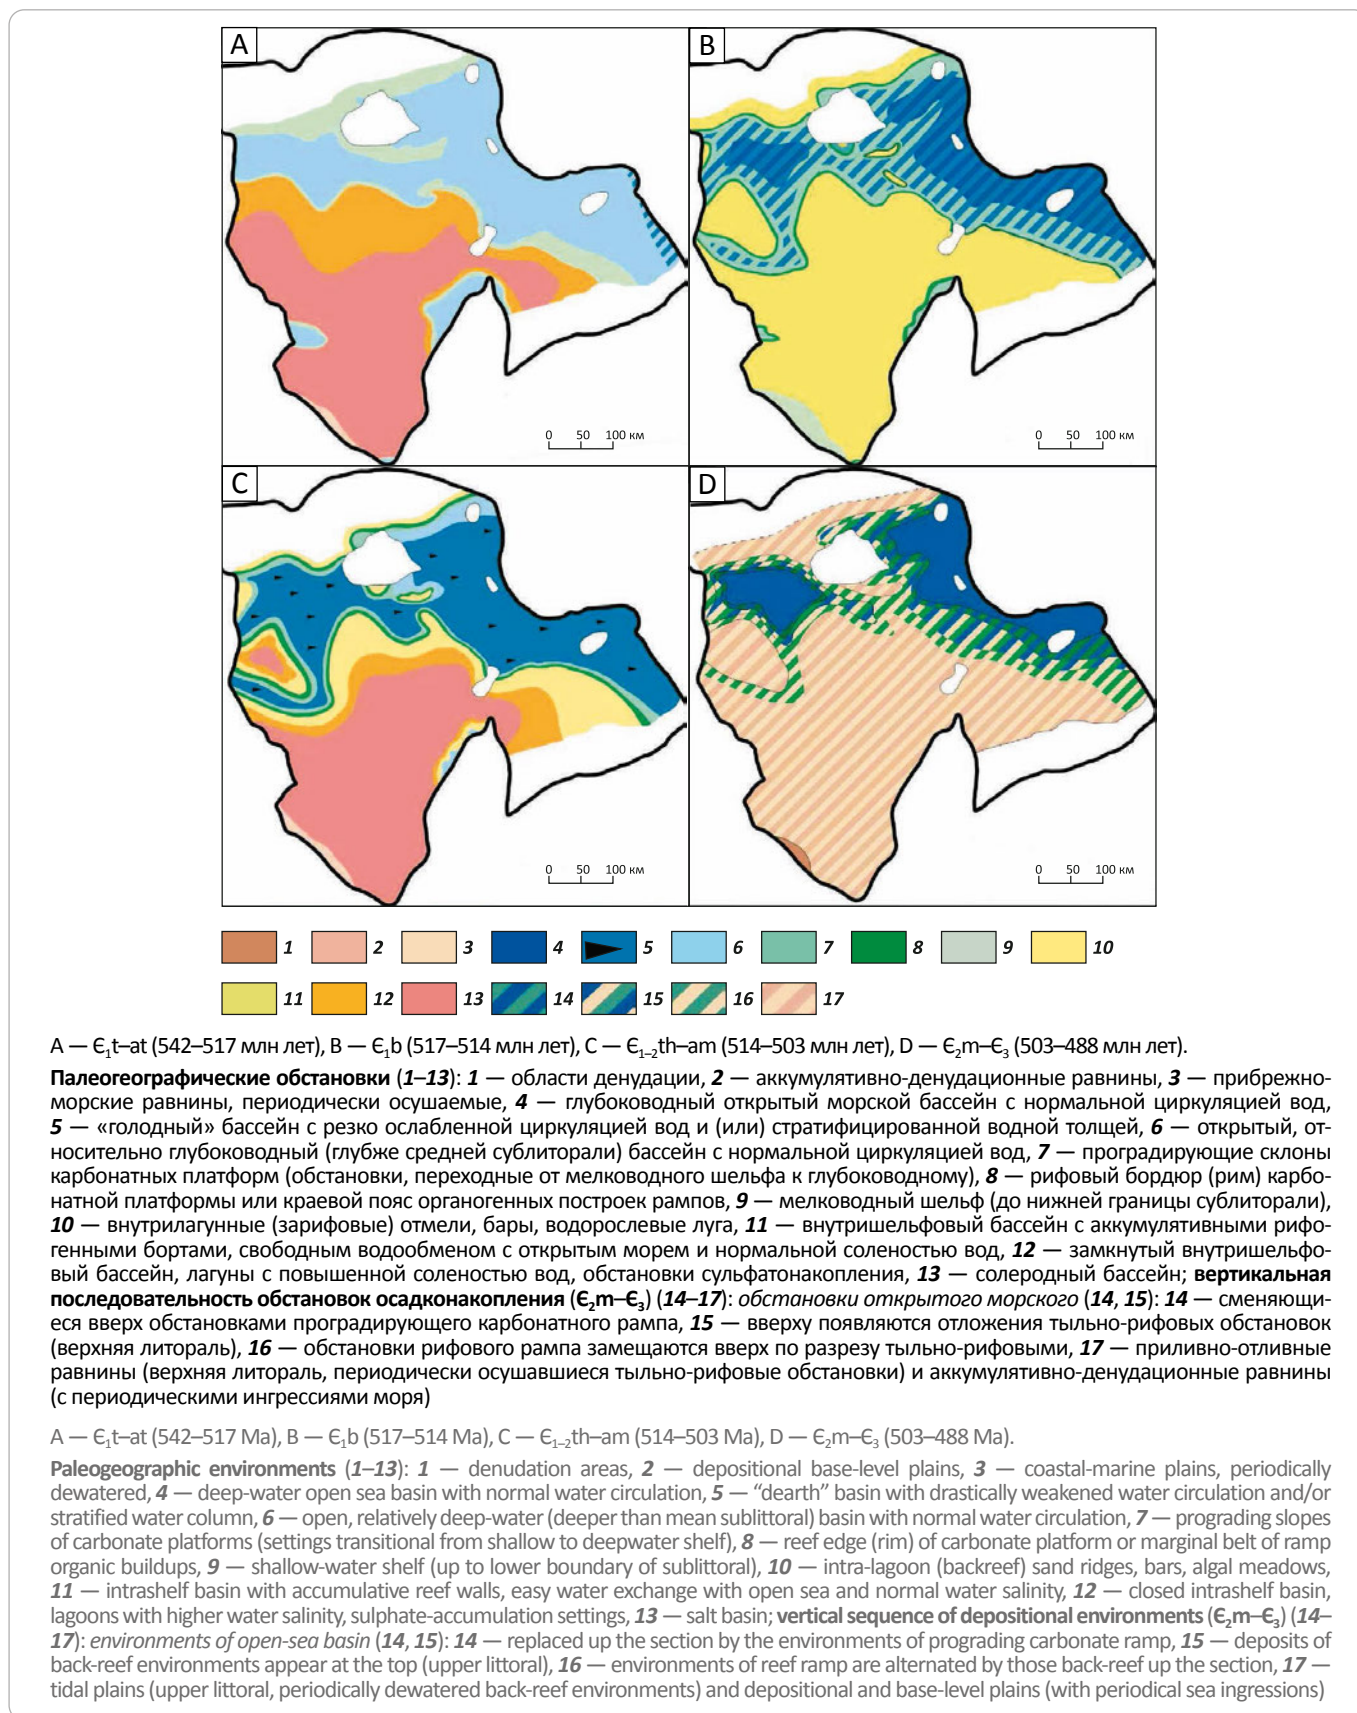 A
B
0 50 100 км
0 50 100 км
C
D
0 50 100 км
0 50 100 км
1 2 3 4 5 6 7 8 9 10
11 12 13 14 15 16 17
A — Є₁t–at (542–517 млн лет), B — Є₁b (517–514 млн лет), C — Є₁₋₂th–am (514–503 млн лет), D — Є₂m–Є₃ (503–488 млн лет).
Палеогеографические обстановки (1–13): 1 — области денудации, 2 — аккумулятивно-денудационные равнины, 3 — прибрежно-
морские равнины, периодически осушаемые, 4 — глубоководный открытый морской бассейн с нормальной циркуляцией вод,
5 — «голодный» бассейн с резко ослабленной циркуляцией вод и (или) стратифицированной водной толщей, 6 — открытый, от-
носительно глубоководный (глубже средней сублиторали) бассейн с нормальной циркуляцией вод, 7 — проградирующие склоны
карбонатных платформ (обстановки, переходные от мелководного шельфа к глубоководному), 8 — рифовый бордюр (рим) карбо-
натной платформы или краевой пояс органогенных построек рампов, 9 — мелководный шельф (до нижней границы сублиторали),
10 — внутрилагунные (зарифовые) отмели, бары, водорослевые луга, 11 — внутришельфовый бассейн с аккумулятивными рифо-
генными бортами, свободным водообменом с открытым морем и нормальной соленостью вод, 12 — замкнутый внутришельфо-
вый бассейн, лагуны с повышенной соленостью вод, обстановки сульфатонакопления, 13 — солеродный бассейн; вертикальная
последовательность обстановок осадконакопления (Є₂m–Є₃) (14–17): обстановки открытого морского (14, 15): 14 — сменяющи-
еся вверх обстановками проградирующего карбонатного рампа, 15 — вверху появляются отложения тыльно-рифовых обстановок
(верхняя литораль), 16 — обстановки рифового рампа замещаются вверх по разрезу тыльно-рифовыми, 17 — приливно-отливные
равнины (верхняя литораль, периодически осушавшиеся тыльно-рифовые обстановки) и аккумулятивно-денудационные равнины
(с периодическими ингрессиями моря)
A — Є₁t–at (542–517 Ma), B — Є₁b (517–514 Ma), C — Є₁₋₂th–am (514–503 Ma), D — Є₂m–Є₃ (503–488 Ma).
Paleogeographic environments (1–13): 1 — denudation areas, 2 — depositional base-level plains, 3 — coastal-marine plains, periodically
dewatered, 4 — deep-water open sea basin with normal water circulation, 5 — “dearth” basin with drastically weakened water circulation and/or
stratified water column, 6 — open, relatively deep-water (deeper than mean sublittoral) basin with normal water circulation, 7 — prograding slopes
of carbonate platforms (settings transitional from shallow to deepwater shelf), 8 — reef edge (rim) of carbonate platform or marginal belt of ramp
organic buildups, 9 — shallow-water shelf (up to lower boundary of sublittoral), 10 — intra-lagoon (backreef) sand ridges, bars, algal meadows,
11 — intrashelf basin with accumulative reef walls, easy water exchange with open sea and normal water salinity, 12 — closed intrashelf basin,
lagoons with higher water salinity, sulphate-accumulation settings, 13 — salt basin; vertical sequence of depositional environments (Є₂m–Є₃) (14–
17): environments of open-sea basin (14, 15): 14 — replaced up the section by the environments of prograding carbonate ramp, 15 — deposits of
back-reef environments appear at the top (upper littoral), 16 — environments of reef ramp are alternated by those back-reef up the section, 17 —
tidal plains (upper littoral, periodically dewatered back-reef environments) and depositional and base-level plains (with periodical sea ingressions)